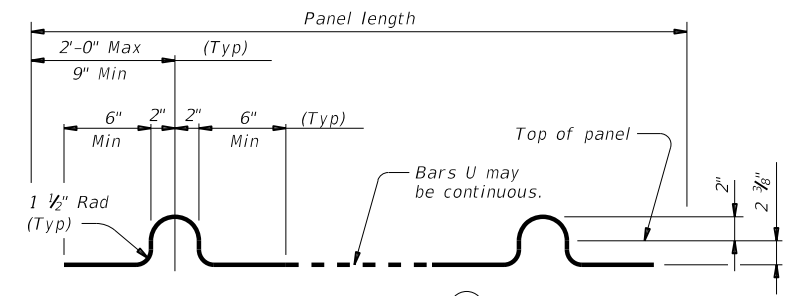 Panel length
2'-0" Max
(Typ)
9" Min
6"
2"
2"
6"
(Typ)
Min
Min
Top of panel
Bars U may
be continuous.
1 ½" Rad
(Typ)
2"
2 ⅜"